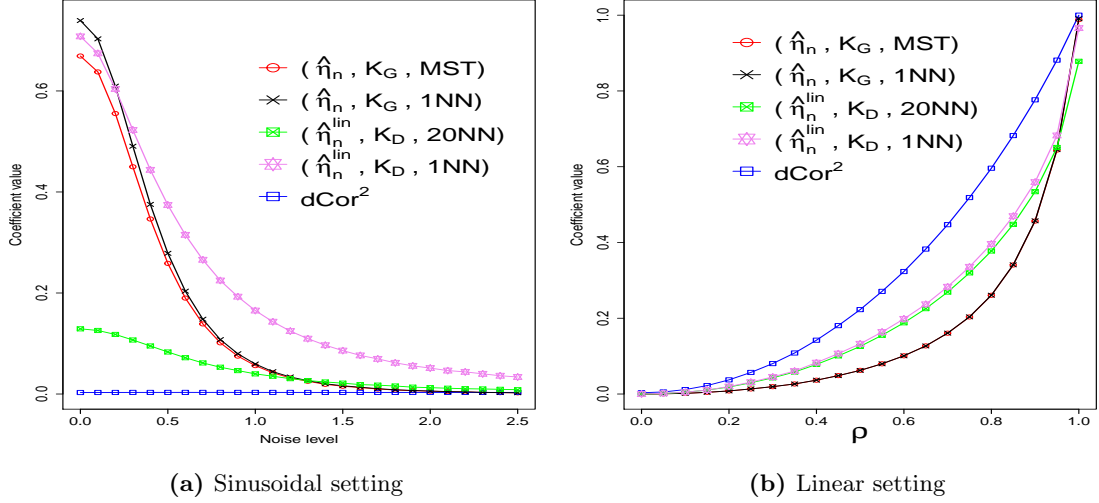 Coefficient value
0.0
0.2
0.4
0.6
( η̂n , KG , MST)
( η̂n , KG , 1NN)
( η̂n^lin , KD , 20NN)
( η̂n^lin , KD , 1NN)
dCor²
0.0 0.5 1.0 1.5 2.0 2.5
Noise level
(a) Sinusoidal setting
Coefficient value
0.0
0.2
0.4
0.6
0.8
1.0
( η̂n , KG , MST)
( η̂n , KG , 1NN)
( η̂n^lin , KD , 20NN)
( η̂n^lin , KD , 1NN)
dCor²
0.0 0.2 0.4 0.6 0.8 1.0
ρ
(b) Linear setting